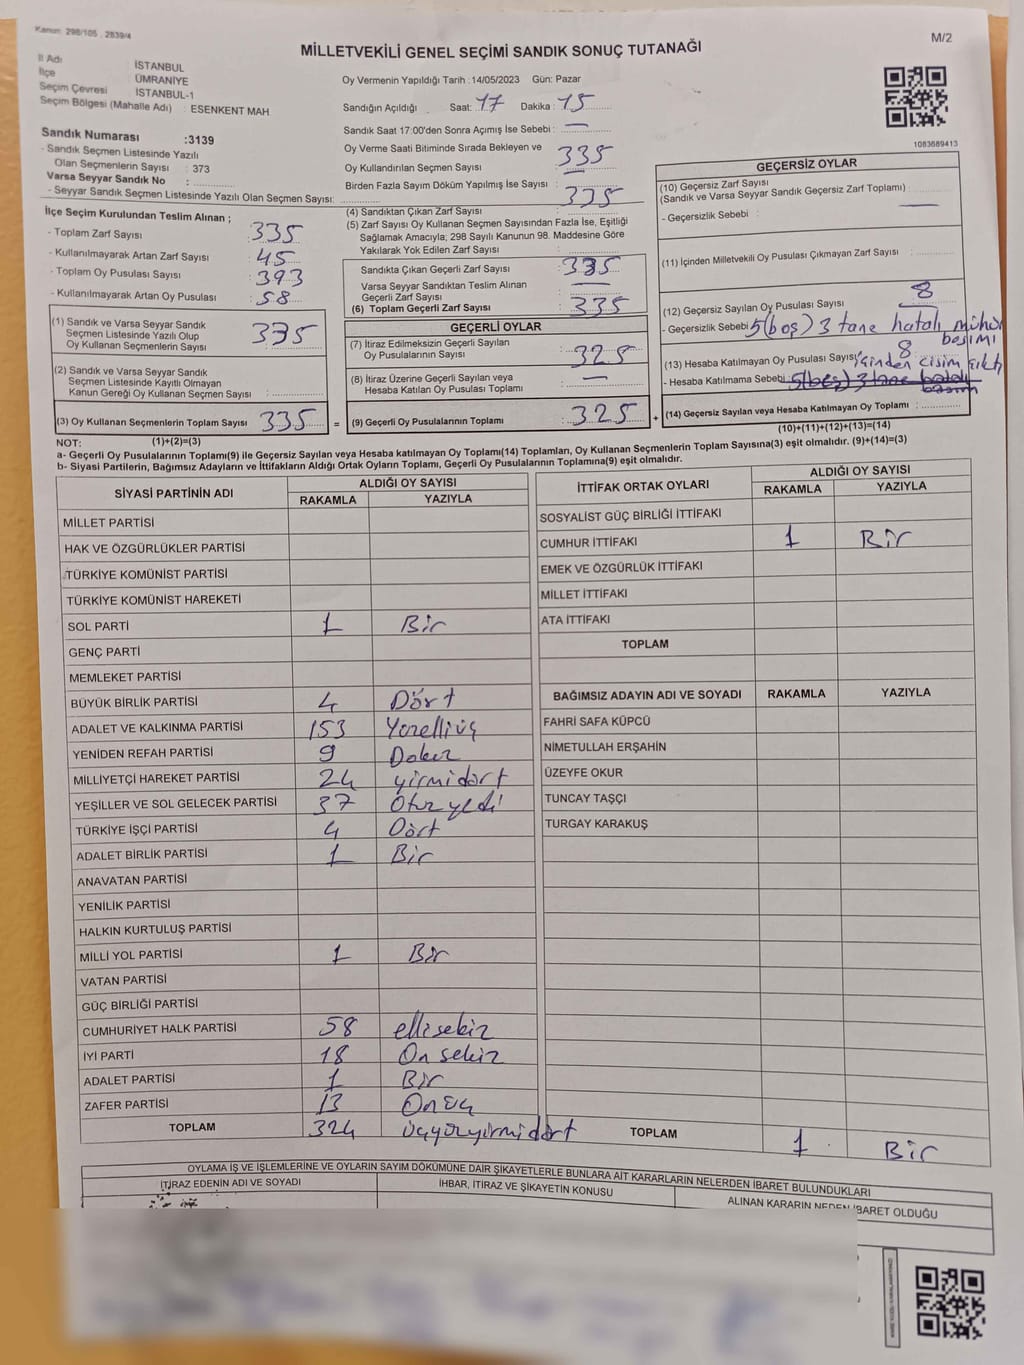 Kanun: 298/105 , 2839/4
MİLLETVEKİLİ GENEL SEÇİMİ SANDIK SONUÇ TUTANAĞI
M/2
İl Adı İSTANBUL
İlçe ÜMRANİYE
Seçim Çevresi İSTANBUL-1
Seçim Bölgesi (Mahalle Adı) : ESENKENT MAH
Oy Vermenin Yapıldığı Tarih : 14/05/2023 Gün: Pazar
Sandığın Açıldığı Saat: 17 Dakika : 15
Sandık Saat 17:00'den Sonra Açımış İse Sebebi : —
Oy Verme Saati Bitiminde Sırada Bekleyen ve
Oy Kullandırılan Seçmen Sayısı 335
Birden Fazla Sayım Döküm Yapılmış İse Sayısı : —
Sandık Numarası :3139
- Sandık Seçmen Listesinde Yazılı
Olan Seçmenlerin Sayısı : 373
Varsa Seyyar Sandık No :
- Seyyar Sandık Seçmen Listesinde Yazılı Olan Seçmen Sayısı:
İlçe Seçim Kurulundan Teslim Alınan ;
- Toplam Zarf Sayısı : 335
- Kullanılmayarak Artan Zarf Sayısı : 45
- Toplam Oy Pusulası Sayısı : 393
- Kullanılmayarak Artan Oy Pusulası : 58
(1) Sandık ve Varsa Seyyar Sandık
Seçmen Listesinde Yazılı Olup
Oy Kullanan Seçmenlerin Sayısı 335
(2) Sandık ve Varsa Seyyar Sandık
Seçmen Listesinde Kayıtlı Olmayan
Kanun Gereği Oy Kullanan Seçmen Sayısı :
(3) Oy Kullanan Seçmenlerin Toplam Sayısı 335
(4) Sandıktan Çıkan Zarf Sayısı : 335
(5) Zarf Sayısı Oy Kullanan Seçmen Sayısından Fazla İse, Eşitliği
Sağlamak Amacıyla; 298 Sayılı Kanunun 98. Maddesine Göre
Yakılarak Yok Edilen Zarf Sayısı :
Sandıkta Çıkan Geçerli Zarf Sayısı : 335
Varsa Seyyar Sandıktan Teslim Alınan
Geçerli Zarf Sayısı : —
(6) Toplam Geçerli Zarf Sayısı : 335
GEÇERLİ OYLAR
(7) İtiraz Edilmeksizin Geçerli Sayılan
Oy Pusulalarının Sayısı : 325
(8) İtiraz Üzerine Geçerli Sayılan veya
Hesaba Katılan Oy Pusulası Toplamı : —
= (9) Geçerli Oy Pusulalarının Toplamı : 325 +
1083689413
GEÇERSİZ OYLAR
(10) Geçersiz Zarf Sayısı
(Sandık ve Varsa Seyyar Sandık Geçersiz Zarf Toplamı) : —
- Geçersizlik Sebebi :
(11) İçinden Milletvekili Oy Pusulası Çıkmayan Zarf Sayısı :
(12) Geçersiz Sayılan Oy Pusulası Sayısı : 8
- Geçersizlik Sebebi : 5(boş) 3 tane hatalı mühür
basımı
(13) Hesaba Katılmayan Oy Pusulası Sayısı : 8 içinden cisim çıktı
- Hesaba Katılmama Sebebi : 5(boş) 3 tane hatalı
basım
(14) Geçersiz Sayılan veya Hesaba Katılmayan Oy Toplamı :
(10)+(11)+(12)+(13)=(14)
NOT: (1)+(2)=(3)
a- Geçerli Oy Pusulalarının Toplamı(9) ile Geçersiz Sayılan veya Hesaba katılmayan Oy Toplamı(14) Toplamları, Oy Kullanan Seçmenlerin Toplam Sayısına(3) eşit olmalıdır. (9)+(14)=(3)
b- Siyasi Partilerin, Bağımsız Adayların ve İttifakların Aldığı Ortak Oyların Toplamı, Geçerli Oy Pusulalarının Toplamına(9) eşit olmalıdır.
SİYASİ PARTİNİN ADI ALDIĞI OY SAYISI
RAKAMLA YAZIYLA
MİLLET PARTİSİ
HAK VE ÖZGÜRLÜKLER PARTİSİ
TÜRKİYE KOMÜNİST PARTİSİ
TÜRKİYE KOMÜNİST HAREKETİ
SOL PARTİ 1 Bir
GENÇ PARTİ
MEMLEKET PARTİSİ
BÜYÜK BİRLİK PARTİSİ 4 Dört
ADALET VE KALKINMA PARTİSİ 153 Yüzelliüç
YENİDEN REFAH PARTİSİ 9 Dokuz
MİLLİYETÇİ HAREKET PARTİSİ 24 yirmidört
YEŞİLLER VE SOL GELECEK PARTİSİ 37 Otuzyedi
TÜRKİYE İŞÇİ PARTİSİ 4 Dört
ADALET BİRLİK PARTİSİ 1 Bir
ANAVATAN PARTİSİ
YENİLİK PARTİSİ
HALKIN KURTULUŞ PARTİSİ
MİLLİ YOL PARTİSİ 1 Bir
VATAN PARTİSİ
GÜÇ BİRLİĞİ PARTİSİ
CUMHURİYET HALK PARTİSİ 58 ellisekiz
İYİ PARTİ 18 On sekiz
ADALET PARTİSİ 1 Bir
ZAFER PARTİSİ 13 Onüç
TOPLAM 324 üçyüzyirmidört
İTTİFAK ORTAK OYLARI ALDIĞI OY SAYISI
RAKAMLA YAZIYLA
SOSYALİST GÜÇ BİRLİĞİ İTTİFAKI
CUMHUR İTTİFAKI 1 Bir
EMEK VE ÖZGÜRLÜK İTTİFAKI
MİLLET İTTİFAKI
ATA İTTİFAKI
TOPLAM
BAĞIMSIZ ADAYIN ADI VE SOYADI RAKAMLA YAZIYLA
FAHRİ SAFA KÜPCÜ
NİMETULLAH ERŞAHİN
ÜZEYFE OKUR
TUNCAY TAŞÇI
TURGAY KARAKUŞ
TOPLAM 1 Bir
OYLAMA İŞ VE İŞLEMLERİNE VE OYLARIN SAYIM DÖKÜMÜNE DAİR ŞİKAYETLERLE BUNLARA AİT KARARLARIN NELERDEN İBARET BULUNDUKLARI
İTİRAZ EDENİN ADI VE SOYADI İHBAR, İTİRAZ VE ŞİKAYETİN KONUSU ALINAN KARARIN NEDEN İBARET OLDUĞU